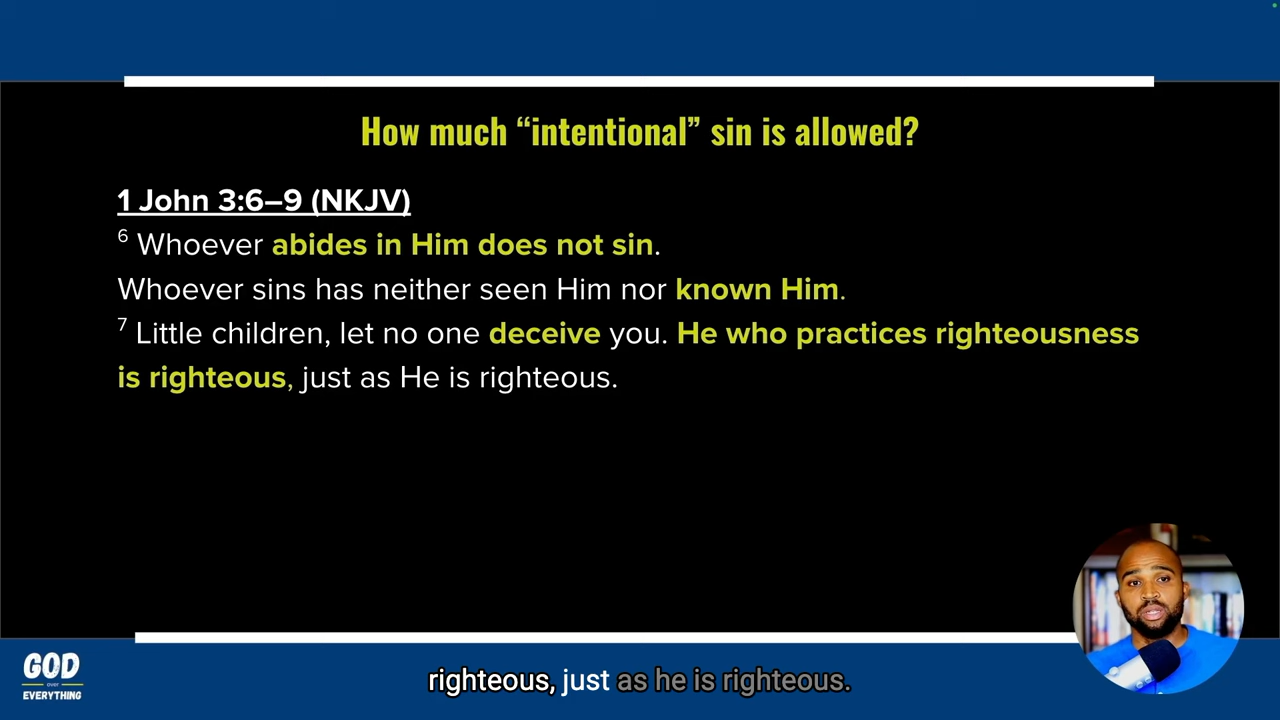 How much “intentional” sin is allowed?
1 John 3:6–9 (NKJV)
6 Whoever abides in Him does not sin.
Whoever sins has neither seen Him nor known Him.
7 Little children, let no one deceive you. He who practices righteousness
is righteous, just as He is righteous.
GOD
over
EVERYTHING
righteous, just as he is righteous.